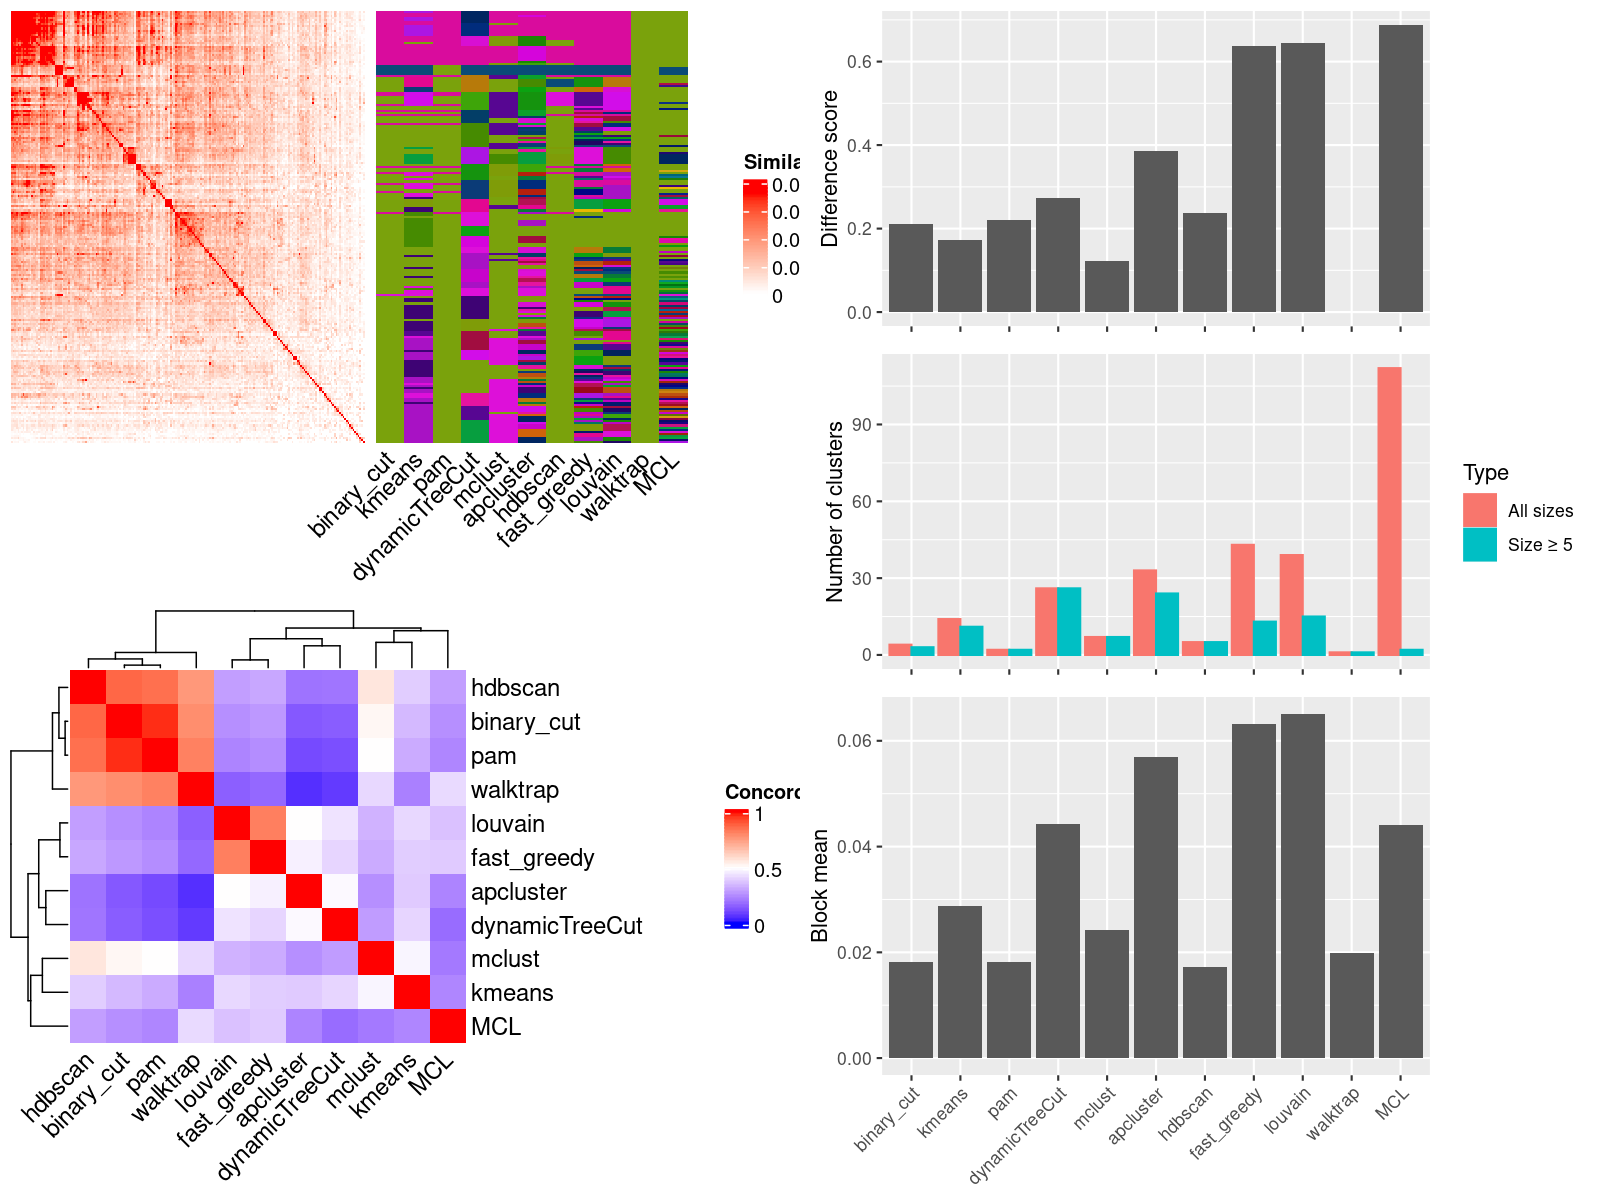 Simila
0.0
0.0
0.0
0.0
0
binary_cut
kmeans
pam
dynamicTreeCut
mclust
apcluster
hdbscan
fast_greedy
louvain
walktrap
MCL
hdbscan
binary_cut
pam
walktrap
louvain
fast_greedy
apcluster
dynamicTreeCut
mclust
kmeans
MCL
hdbscan
binary_cut
pam
walktrap
louvain
fast_greedy
apcluster
dynamicTreeCut
mclust
kmeans
MCL
Concord
1
0.5
0
Difference score
0.6
0.4
0.2
0.0
Number of clusters
90
60
30
0
Type
All sizes
Size ≥ 5
Block mean
0.06
0.04
0.02
0.00
binary_cut
kmeans
pam
dynamicTreeCut
mclust
apcluster
hdbscan
fast_greedy
louvain
walktrap
MCL